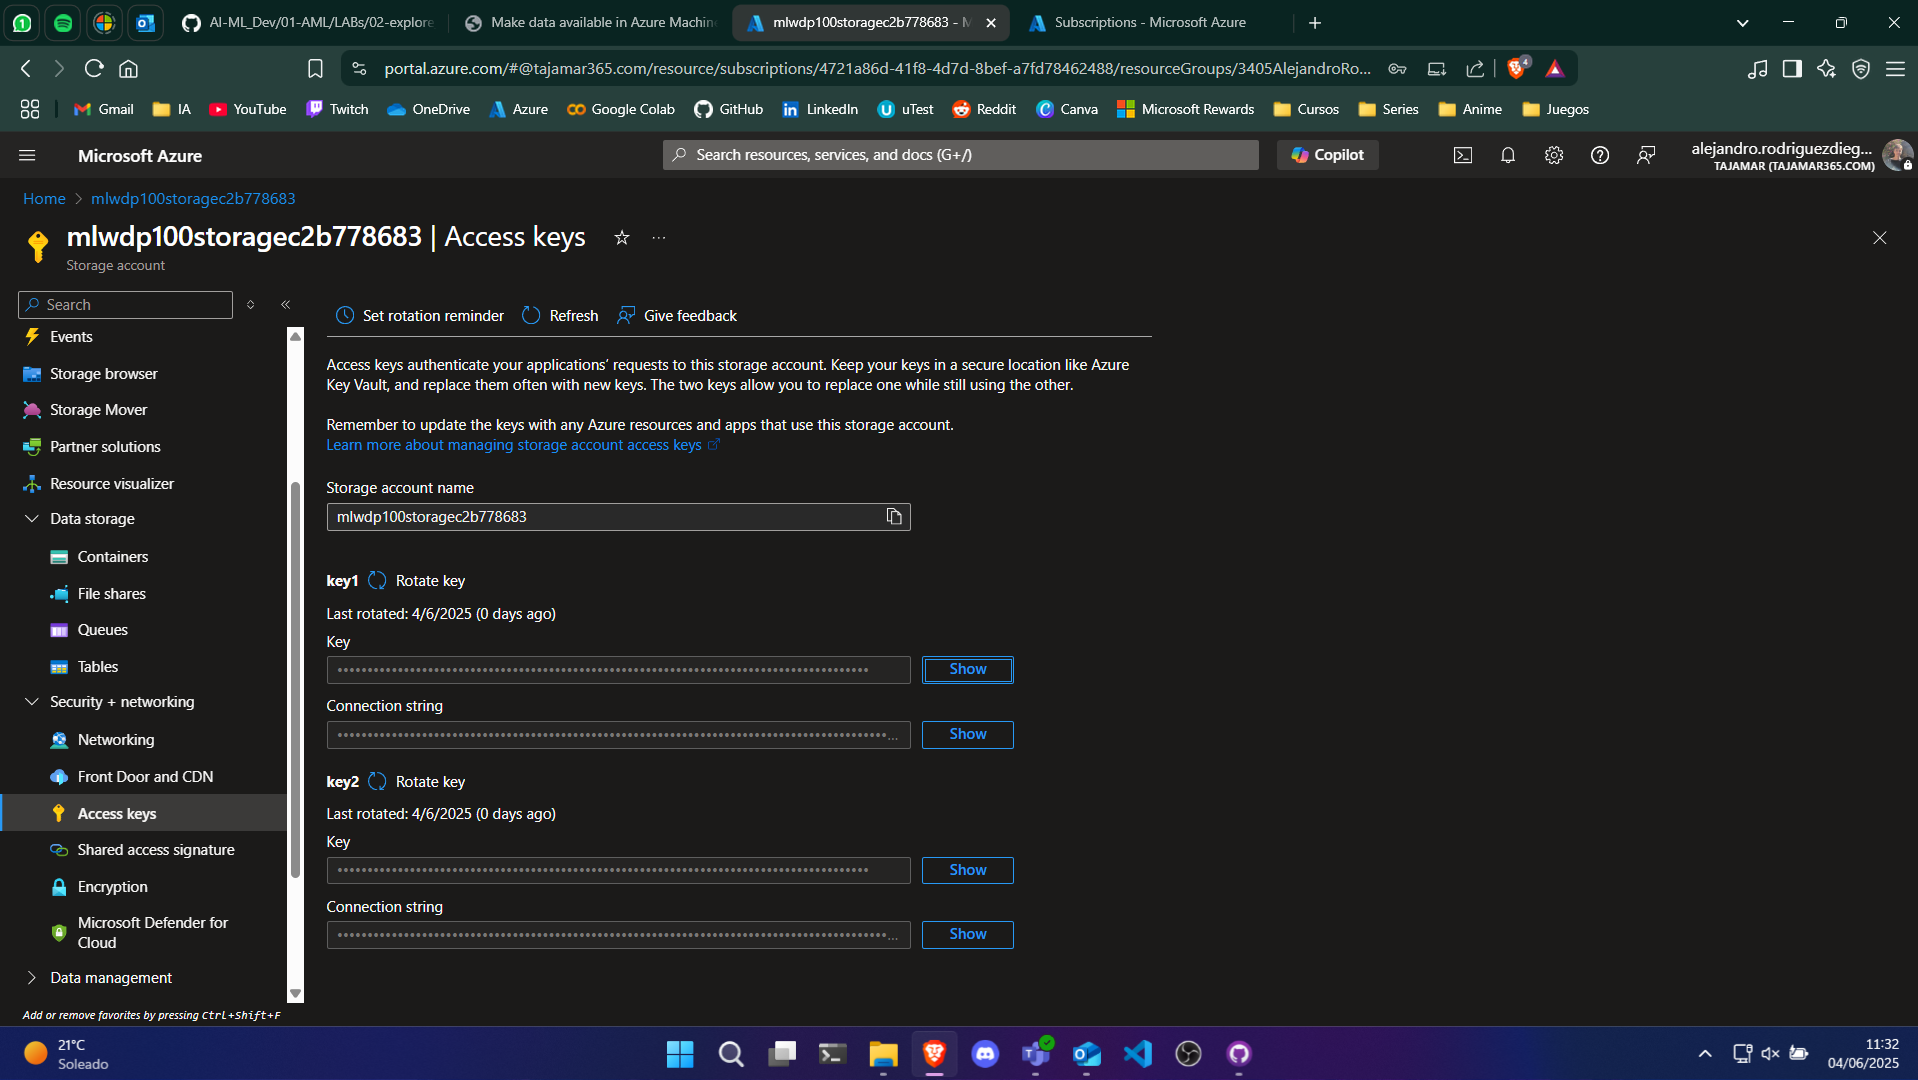 AI-ML_Dev/01-AML/LABs/02-explore
Make data available in Azure Machin
mlwdp100storagec2b778683 - M
Subscriptions - Microsoft Azure
portal.azure.com/#@tajamar365.com/resource/subscriptions/4721a86d-41f8-4d7d-8bef-a7fd78462488/resourceGroups/3405AlejandroRo...
4
Gmail
IA
YouTube
Twitch
OneDrive
Azure
Google Colab
GitHub
LinkedIn
uTest
Reddit
Canva
Microsoft Rewards
Cursos
Series
Anime
Juegos
Microsoft Azure
Search resources, services, and docs (G+/)
Copilot
alejandro.rodriguezdieg...
TAJAMAR (TAJAMAR365.COM)
Home > mlwdp100storagec2b778683
mlwdp100storagec2b778683 | Access keys
Storage account
Search
Events
Storage browser
Storage Mover
Partner solutions
Resource visualizer
Data storage
Containers
File shares
Queues
Tables
Security + networking
Networking
Front Door and CDN
Access keys
Shared access signature
Encryption
Microsoft Defender for
Cloud
Data management
Add or remove favorites by pressing Ctrl+Shift+F
Set rotation reminder
Refresh
Give feedback
Access keys authenticate your applications' requests to this storage account. Keep your keys in a secure location like Azure
Key Vault, and replace them often with new keys. The two keys allow you to replace one while still using the other.
Remember to update the keys with any Azure resources and apps that use this storage account.
Learn more about managing storage account access keys
Storage account name
mlwdp100storagec2b778683
key1
Rotate key
Last rotated: 4/6/2025 (0 days ago)
Key
Show
Connection string
...
Show
key2
Rotate key
Last rotated: 4/6/2025 (0 days ago)
Key
Show
Connection string
...
Show
21°C
Soleado
11:32
04/06/2025